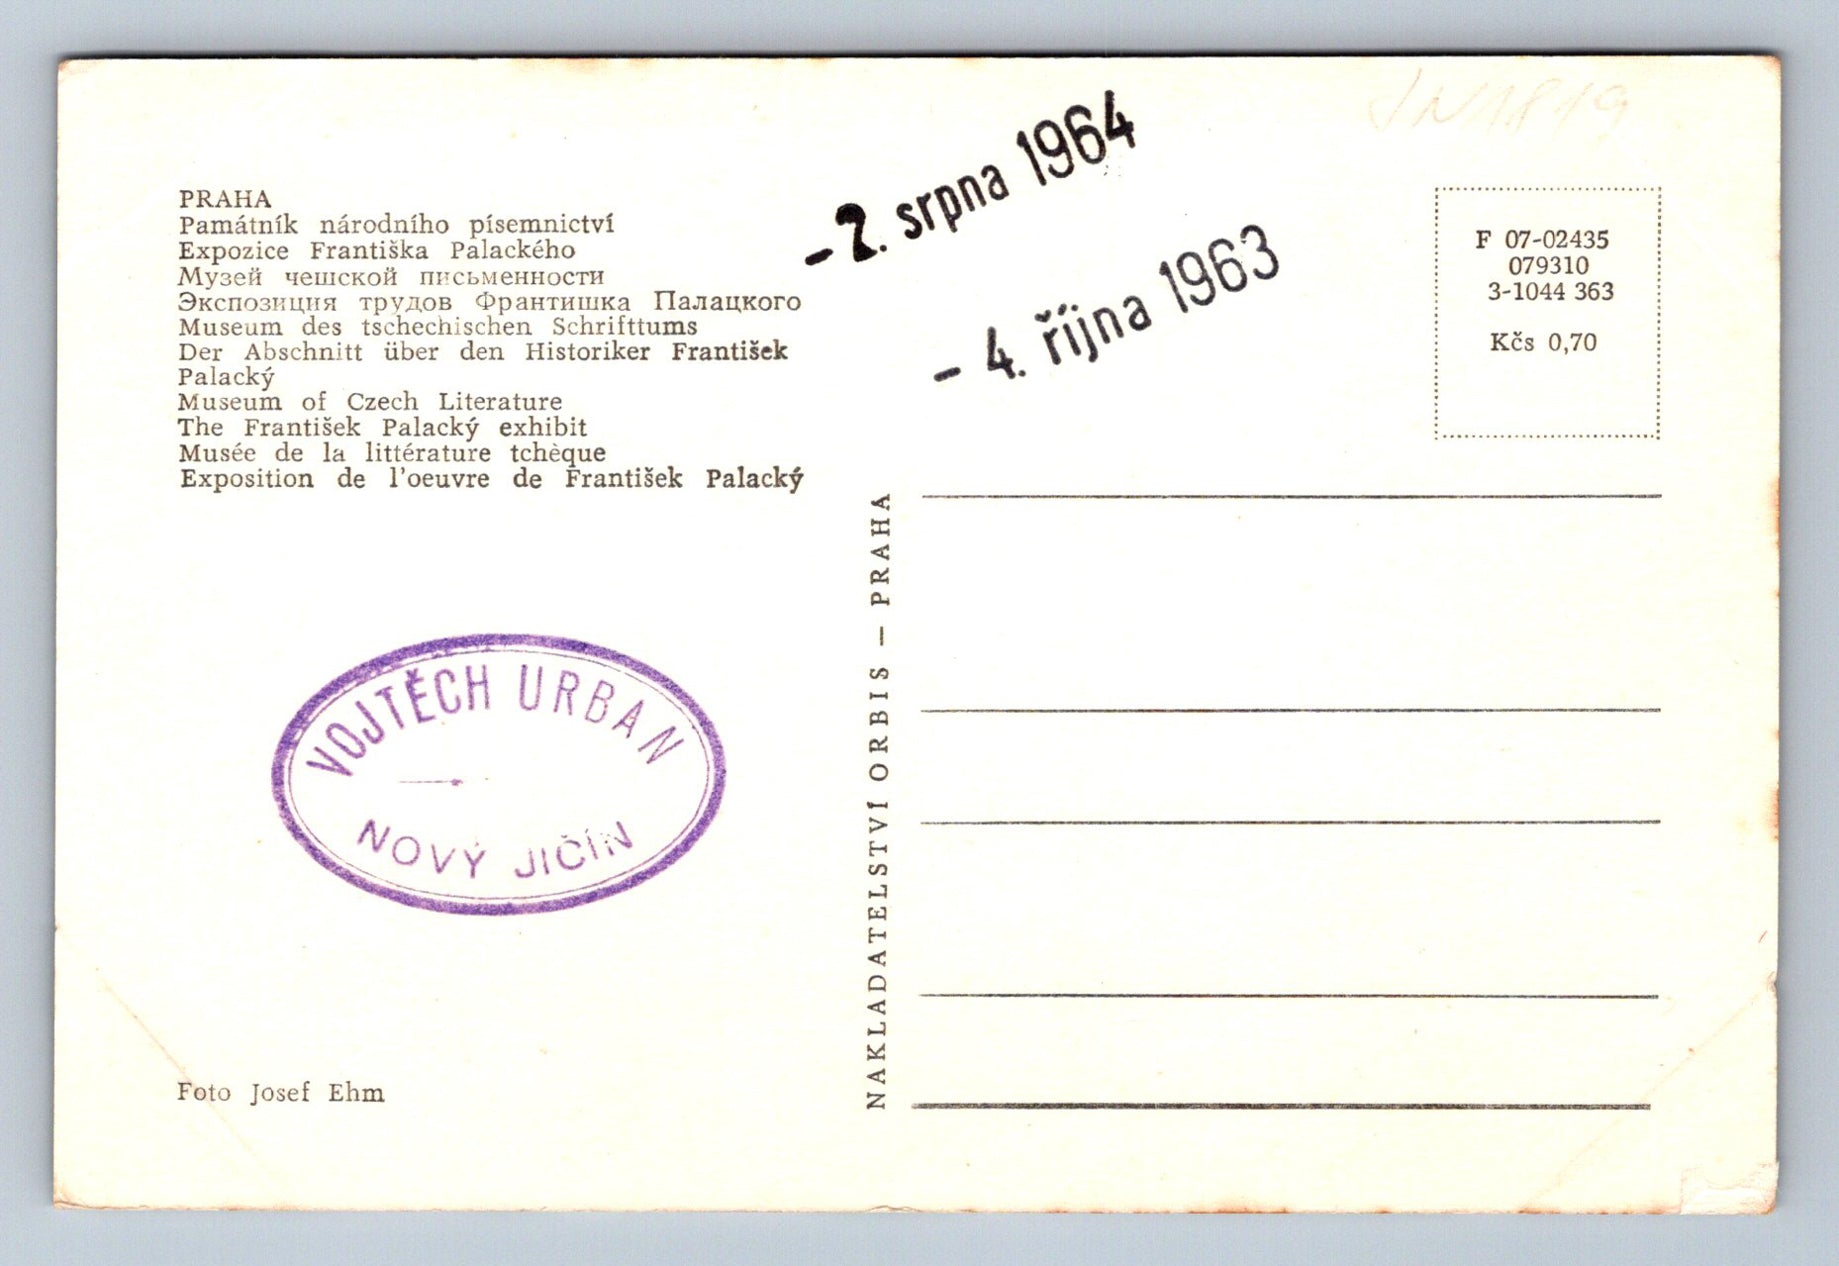 JN1819
- 2. srpna 1964
- 4. října 1963
PRAHA
Památník národního písemnictví
Expozice Františka Palackého
Музей чешской письменности
Экспозиция трудов Франтишка Палацкого
Museum des tschechischen Schrifttums
Der Abschnitt über den Historiker František
Palacký
Museum of Czech Literature
The František Palacký exhibit
Musée de la littérature tchèque
Exposition de l'oeuvre de František Palacký
F 07-02435
079310
3-1044 363
Kčs 0,70
VOJTĚCH URBAN
NOVÝ JIČÍN
NAKLADATELSTVÍ ORBIS — PRAHA
Foto Josef Ehm